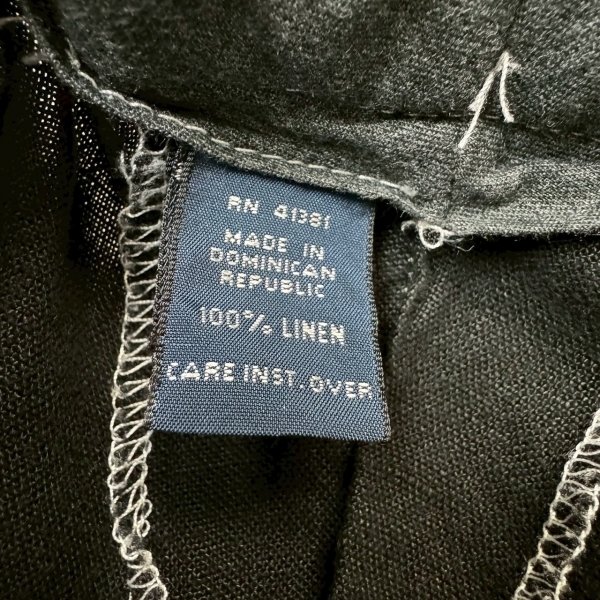 RN 41381
MADE IN
DOMINICAN
REPUBLIC
100% LINEN
CARE INST. OVER